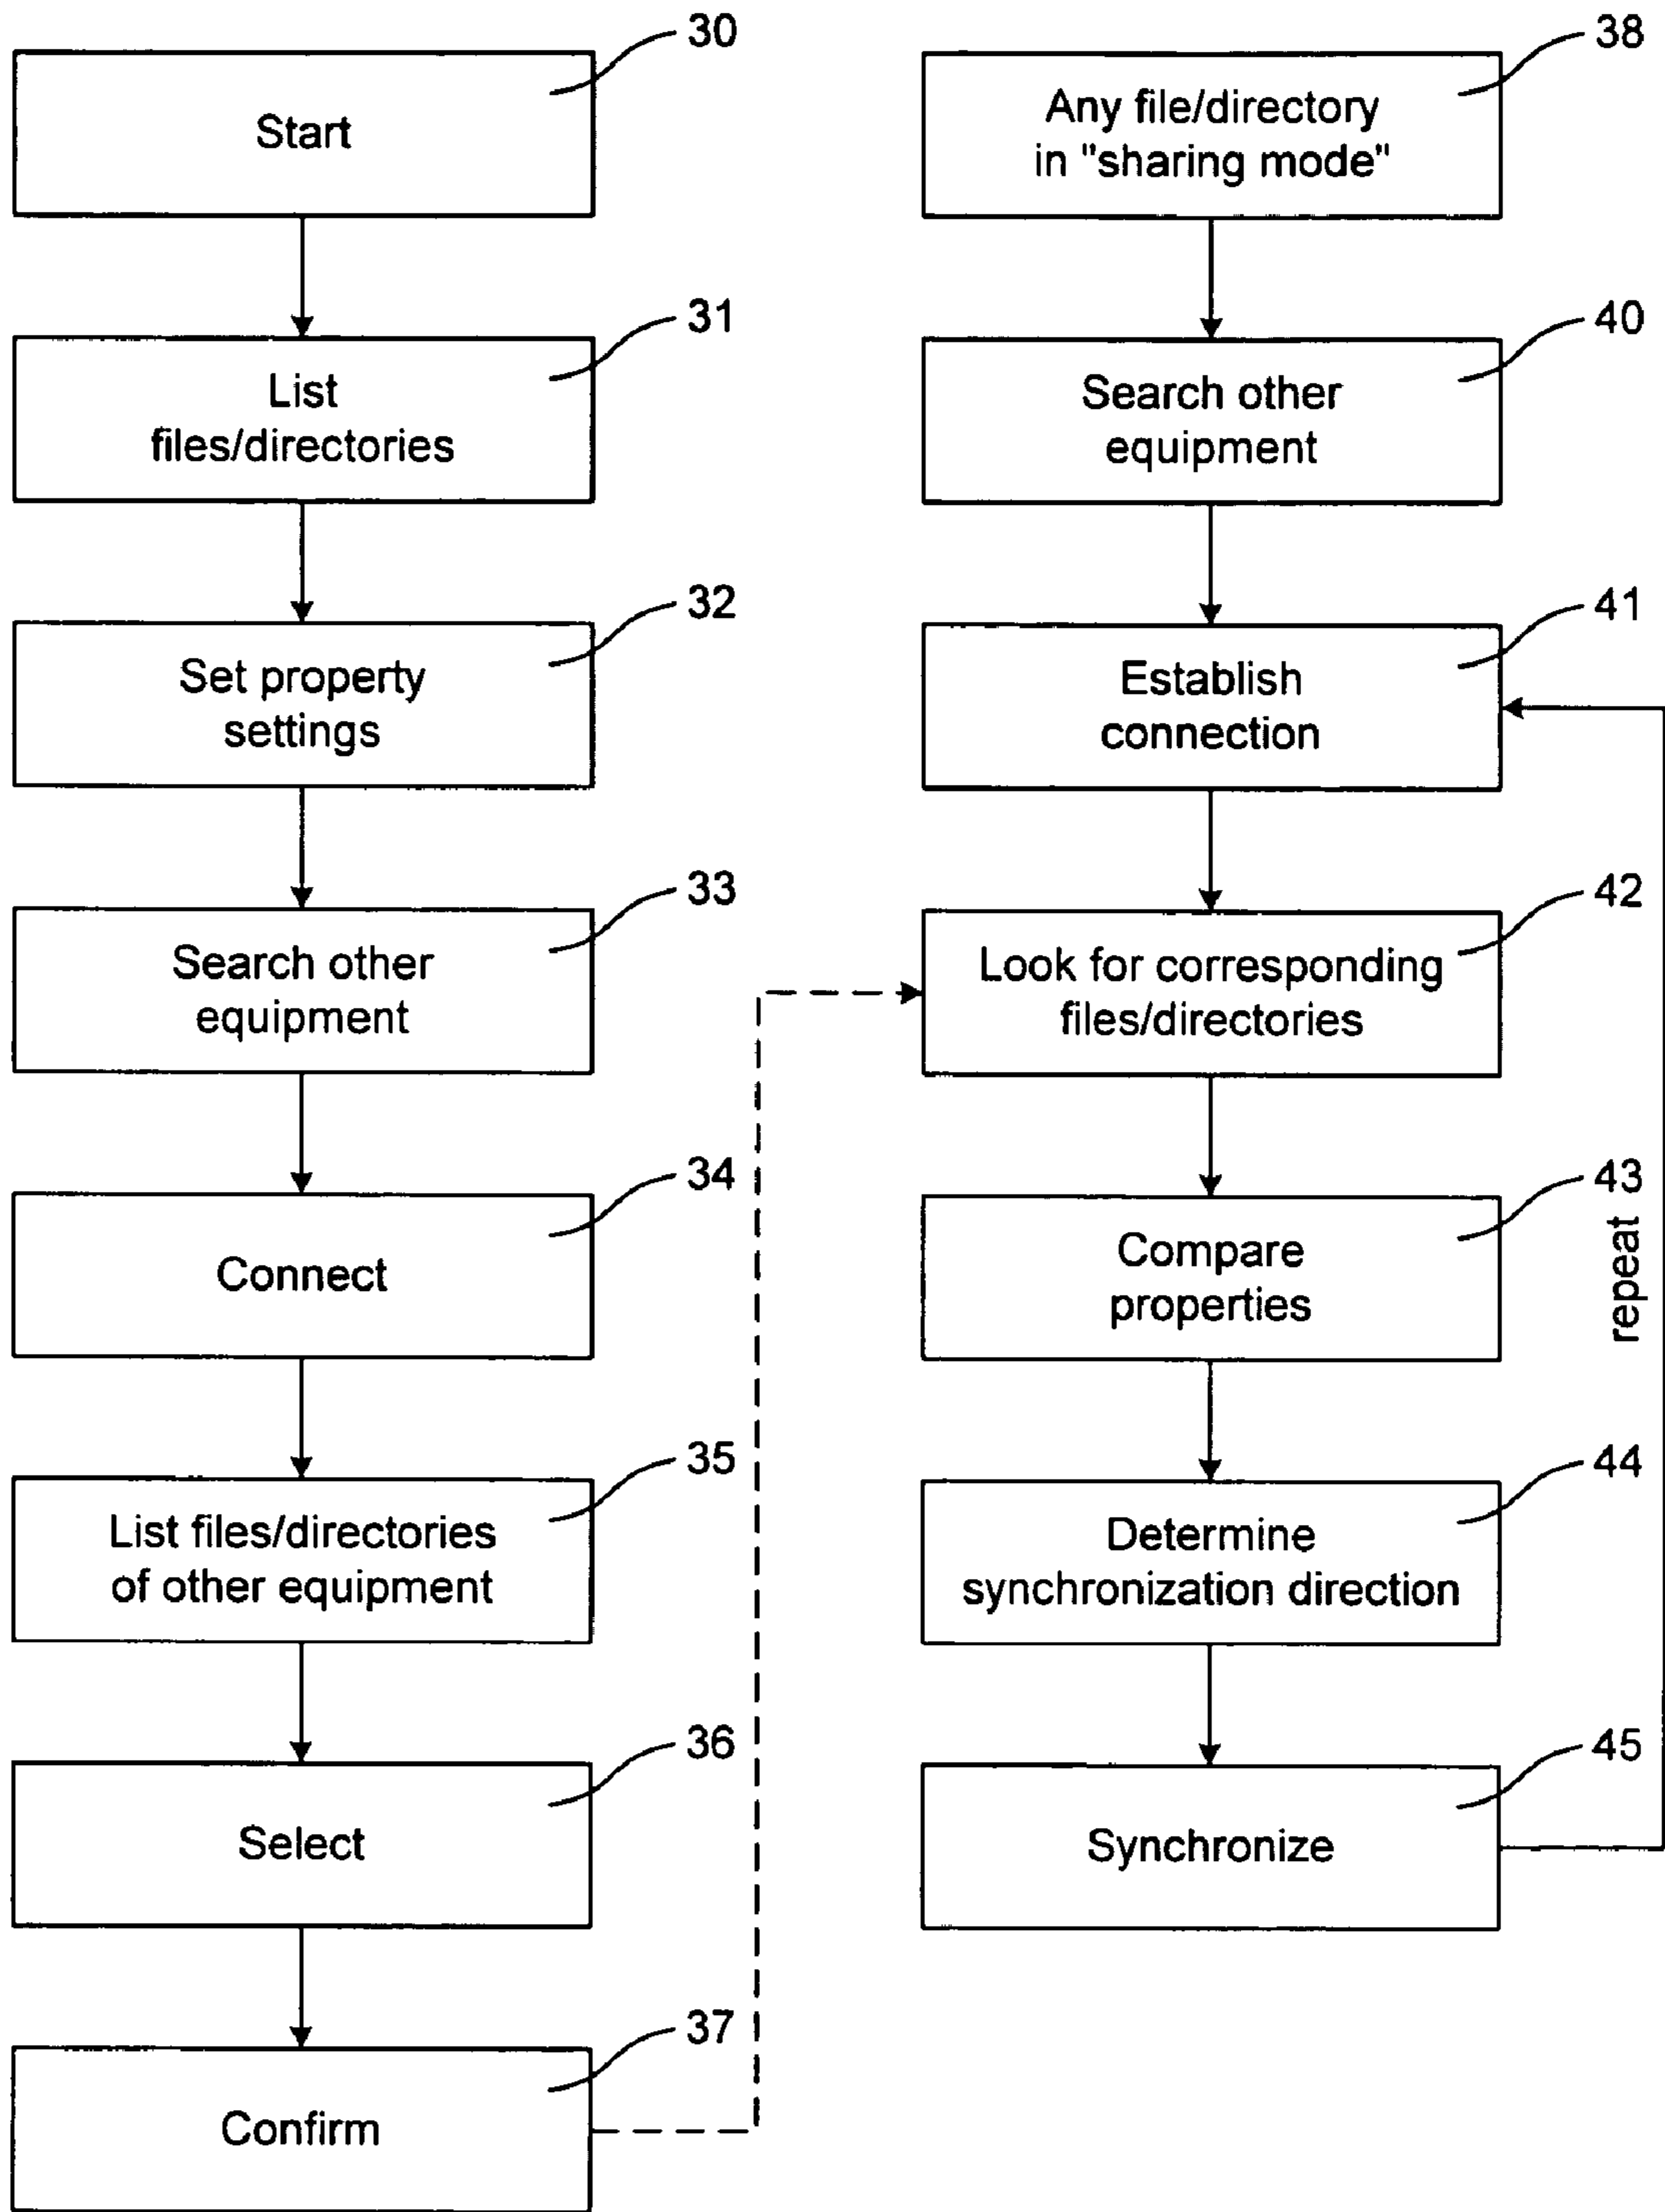 30
Start
31
List
files/directories
32
Set property
settings
33
Search other
equipment
34
Connect
35
List files/directories
of other equipment
36
Select
37
Confirm
38
Any file/directory
in "sharing mode"
40
Search other
equipment
41
Establish
connection
42
Look for corresponding
files/directories
43
Compare
properties
repeat
44
Determine
synchronization direction
45
Synchronize